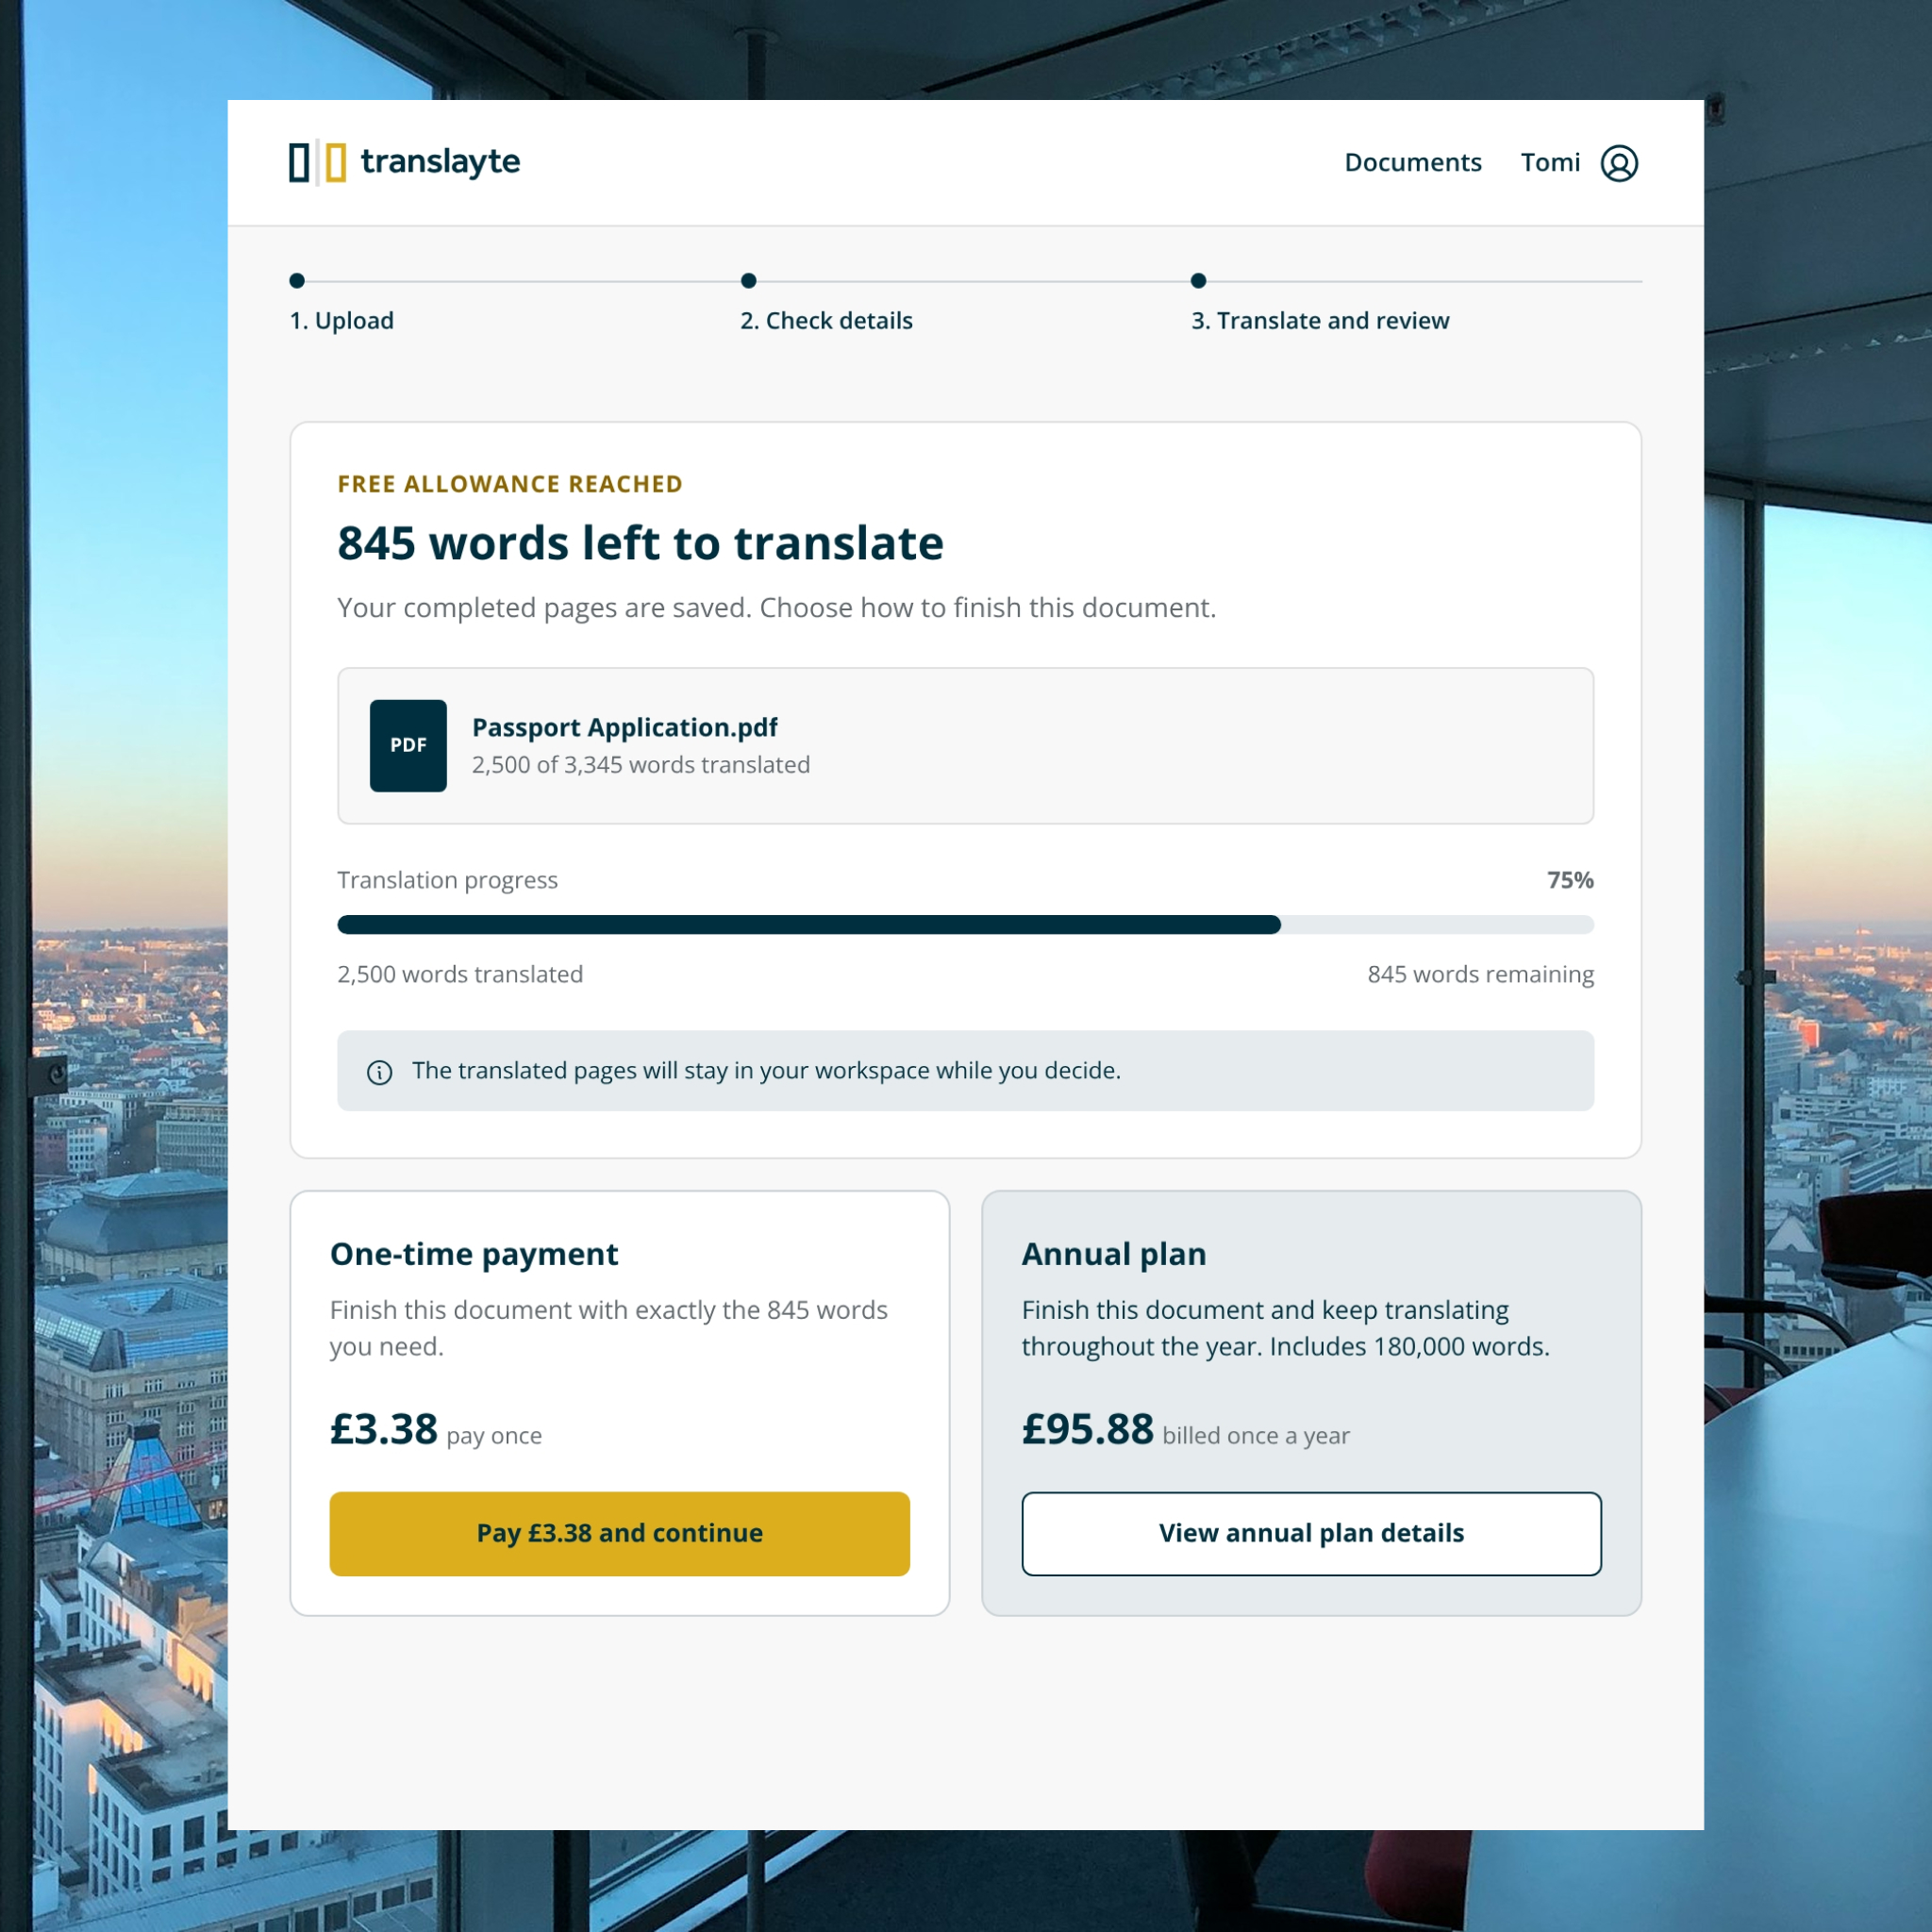 translayte
Documents
Tomi
1. Upload
2. Check details
3. Translate and review
FREE ALLOWANCE REACHED
845 words left to translate
Your completed pages are saved. Choose how to finish this document.
PDF
Passport Application.pdf
2,500 of 3,345 words translated
Translation progress
75%
2,500 words translated
845 words remaining
The translated pages will stay in your workspace while you decide.
One-time payment
Finish this document with exactly the 845 words
you need.
£3.38 pay once
Pay £3.38 and continue
Annual plan
Finish this document and keep translating
throughout the year. Includes 180,000 words.
£95.88 billed once a year
View annual plan details